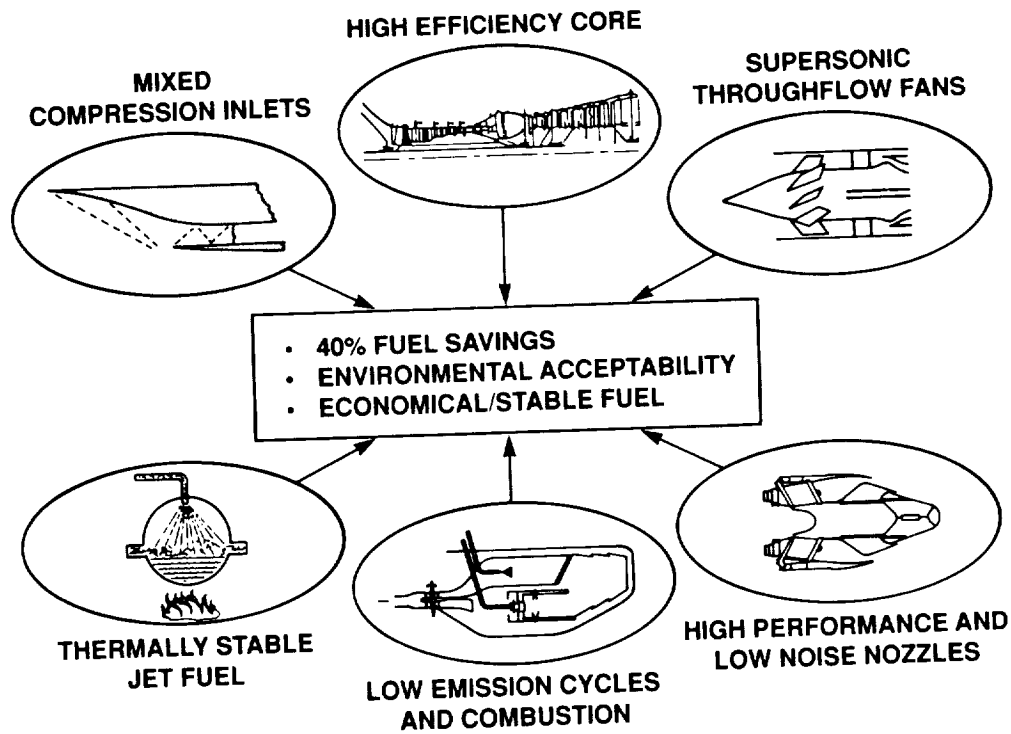 HIGH EFFICIENCY CORE
MIXED
COMPRESSION INLETS
SUPERSONIC
THROUGHFLOW FANS
• 40% FUEL SAVINGS
• ENVIRONMENTAL ACCEPTABILITY
• ECONOMICAL/STABLE FUEL
THERMALLY STABLE
JET FUEL
LOW EMISSION CYCLES
AND COMBUSTION
HIGH PERFORMANCE AND
LOW NOISE NOZZLES